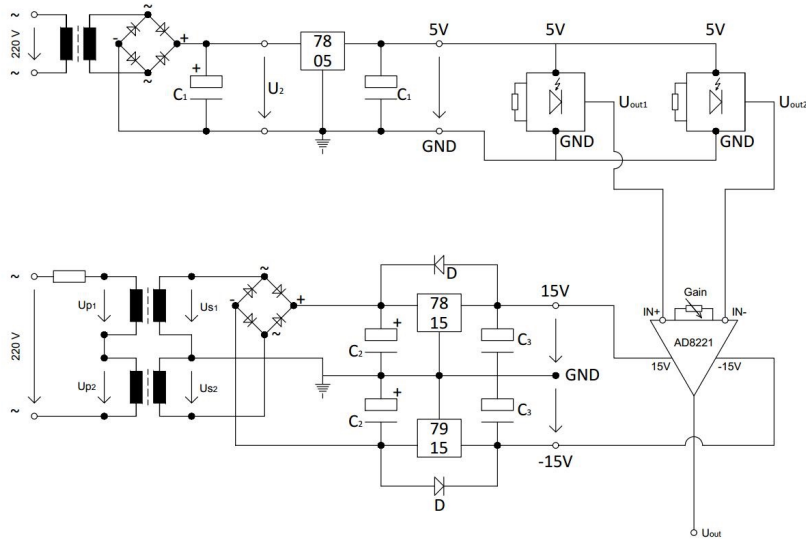 ~
220 V
~
~
-
+
~
+
C1
U2
78
05
C1
5V
GND
5V
GND
Uout1
5V
GND
Uout2
~
220 V
~
Up1
Us1
Up2
Us2
~
-
+
~
D
+
C2
78
15
C3
15V
GND
+
C2
79
15
C3
-15V
D
Gain
IN+
IN-
AD8221
15V
-15V
Uout